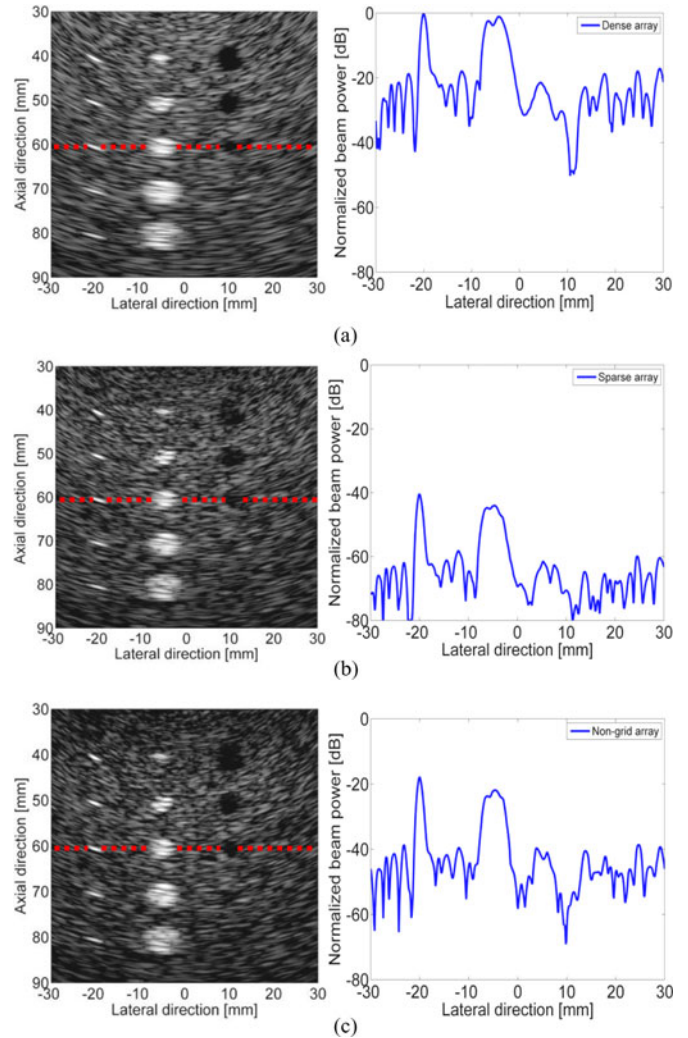 30
40
50
60
70
80
90
Axial direction [mm]
-30 -20 -10 0 10 20 30
Lateral direction [mm]
0
-20
-40
-60
-80
Normalized beam power [dB]
Dense array
-30 -20 -10 0 10 20 30
Lateral direction [mm]
(a)
30
40
50
60
70
80
90
Axial direction [mm]
-30 -20 -10 0 10 20 30
Lateral direction [mm]
0
-20
-40
-60
-80
Normalized beam power [dB]
Sparse array
-30 -20 -10 0 10 20 30
Lateral direction [mm]
(b)
30
40
50
60
70
80
90
Axial direction [mm]
-30 -20 -10 0 10 20 30
Lateral direction [mm]
0
-20
-40
-60
-80
Normalized beam power [dB]
Non-grid array
-30 -20 -10 0 10 20 30
Lateral direction [mm]
(c)